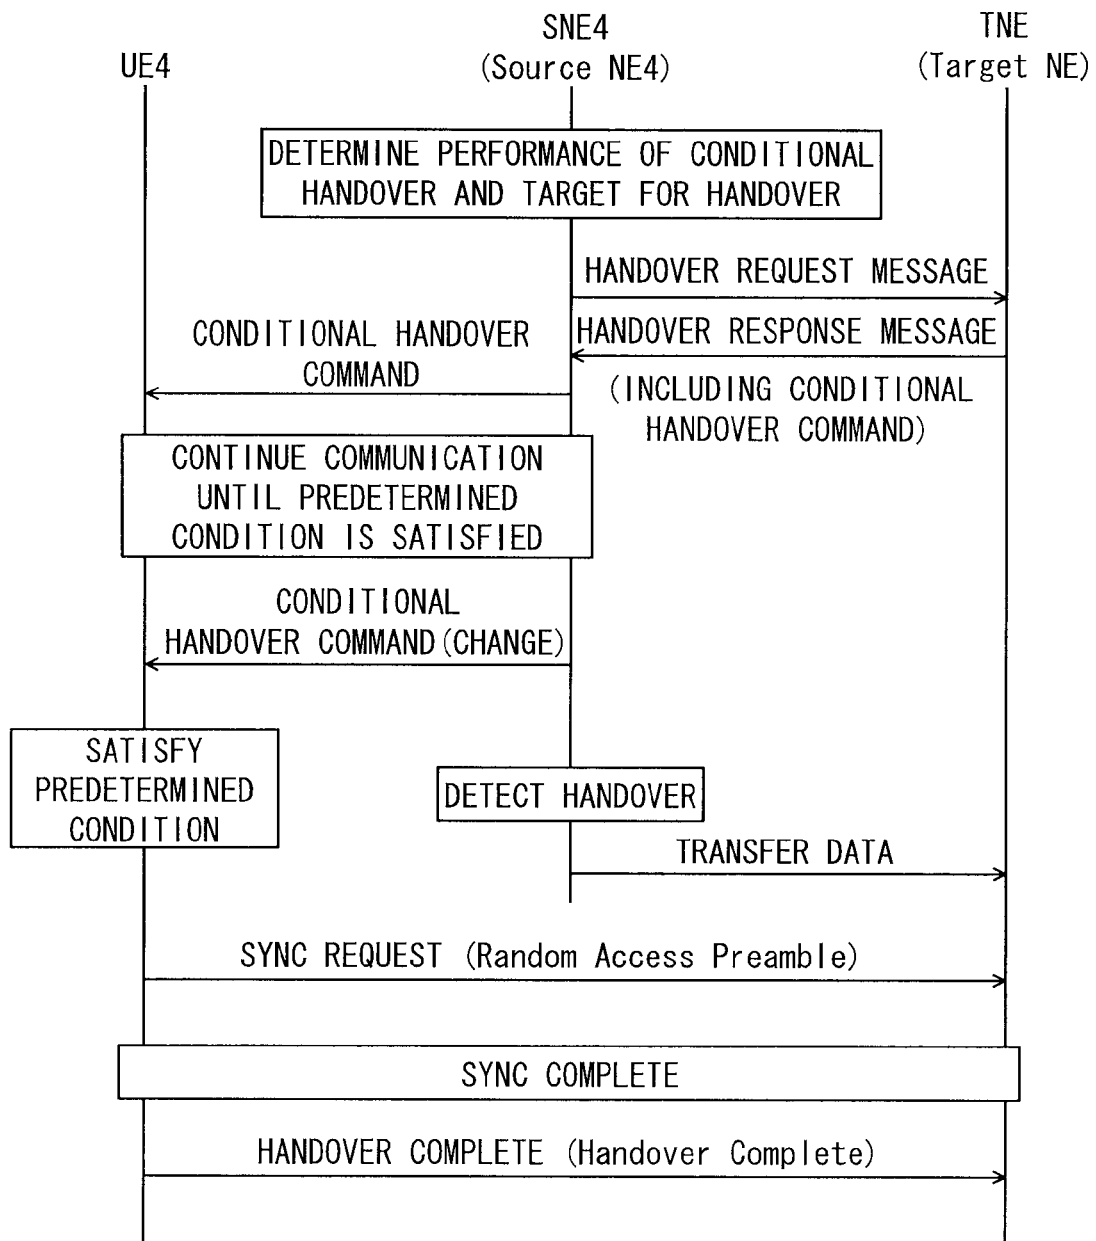 UE4
SNE4
(Source NE4)
TNE
(Target NE)
DETERMINE PERFORMANCE OF CONDITIONAL
HANDOVER AND TARGET FOR HANDOVER
HANDOVER REQUEST MESSAGE
HANDOVER RESPONSE MESSAGE
(INCLUDING CONDITIONAL
HANDOVER COMMAND)
CONDITIONAL HANDOVER
COMMAND
CONTINUE COMMUNICATION
UNTIL PREDETERMINED
CONDITION IS SATISFIED
CONDITIONAL
HANDOVER COMMAND(CHANGE)
SATISFY
PREDETERMINED
CONDITION
DETECT HANDOVER
TRANSFER DATA
SYNC REQUEST (Random Access Preamble)
SYNC COMPLETE
HANDOVER COMPLETE (Handover Complete)